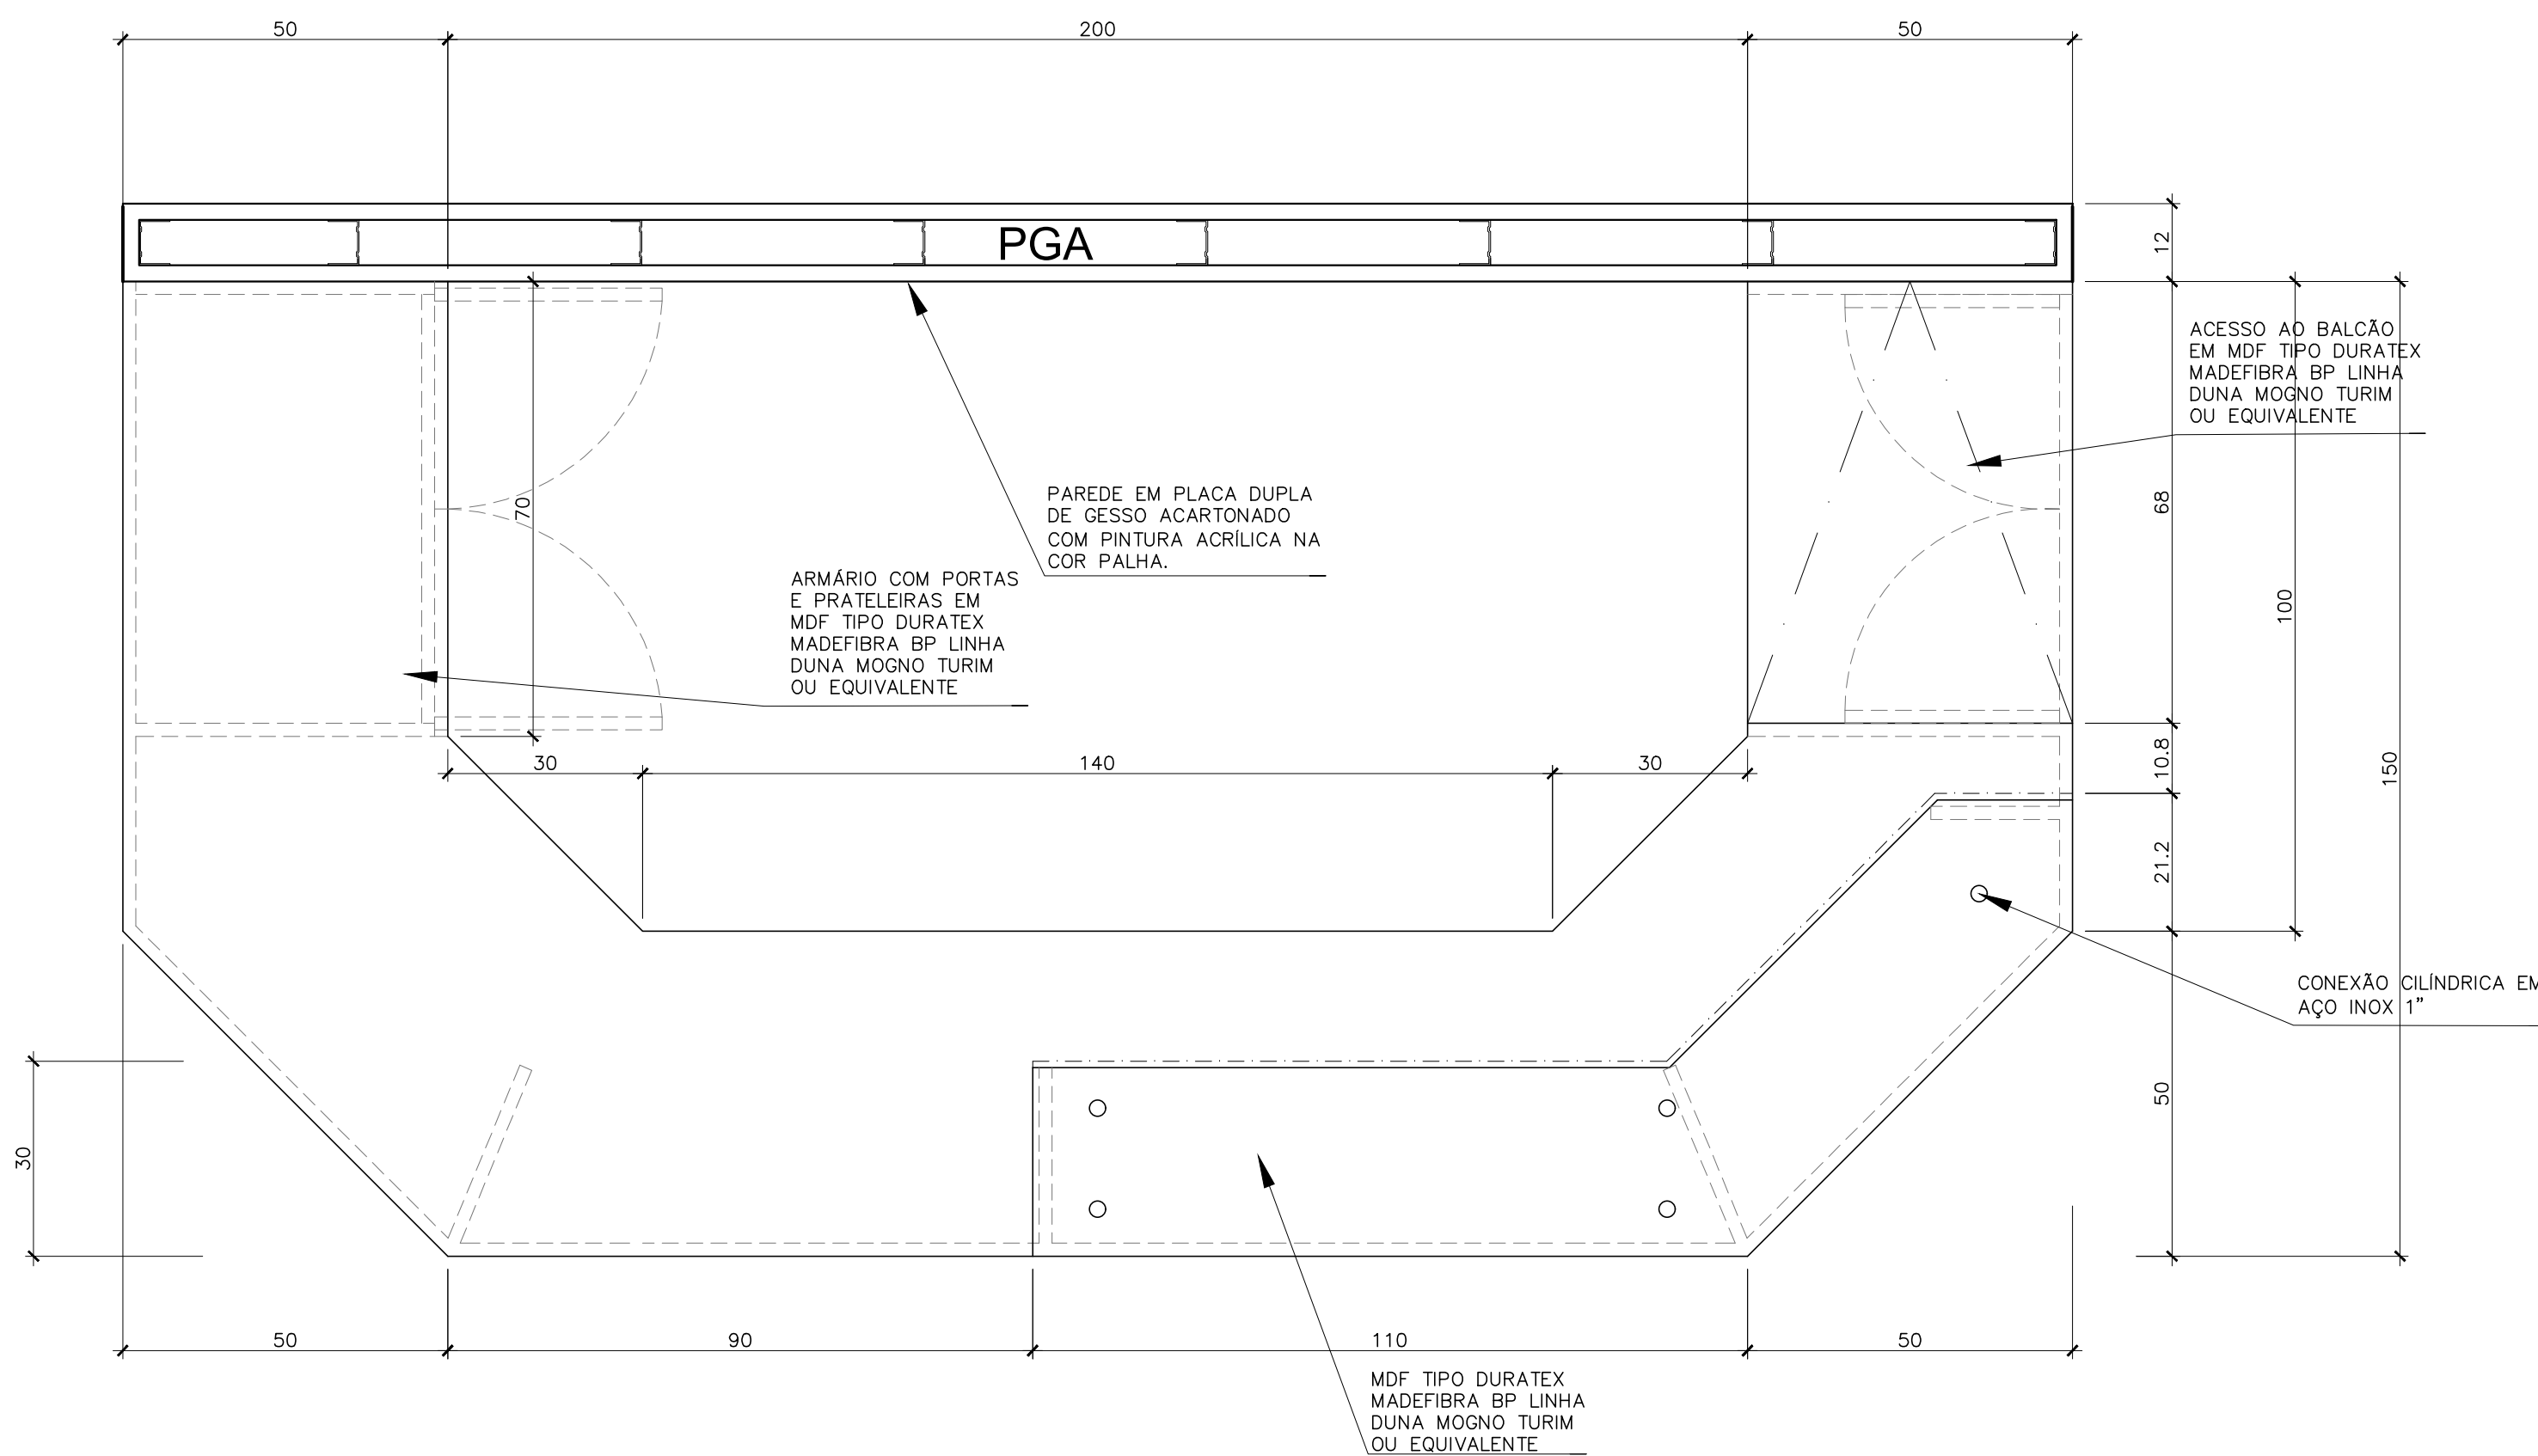 50
200
50
PGA
12
ACESSO AO BALCÃO
EM MDF TIPO DURATEX
MADEFIBRA BP LINHA
DUNA MOGNO TURIM
OU EQUIVALENTE
70
PAREDE EM PLACA DUPLA
DE GESSO ACARTONADO
COM PINTURA ACRÍLICA NA
COR PALHA.
68
ARMÁRIO COM PORTAS
E PRATELEIRAS EM
MDF TIPO DURATEX
MADEFIBRA BP LINHA
DUNA MOGNO TURIM
OU EQUIVALENTE
100
30
140
30
10.8
150
21.2
CONEXÃO CILÍNDRICA EM
AÇO INOX 1”
50
30
50
90
110
50
MDF TIPO DURATEX
MADEFIBRA BP LINHA
DUNA MOGNO TURIM
OU EQUIVALENTE